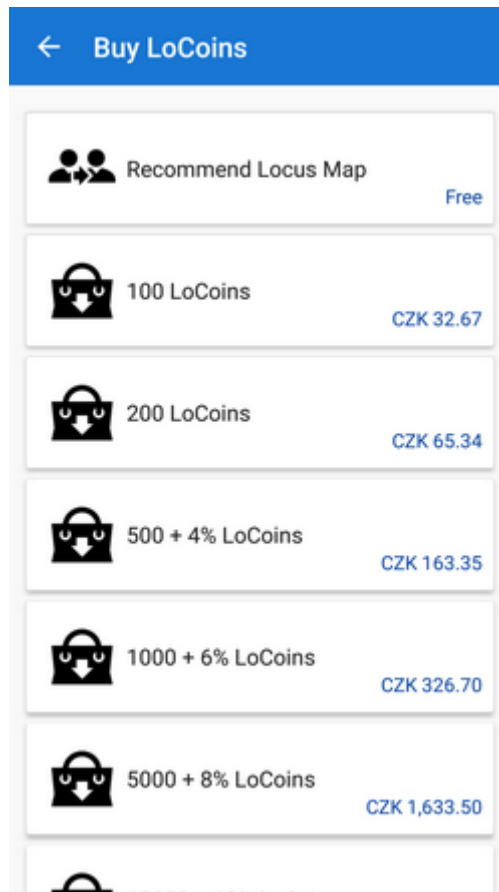 Buy LoCoins
Recommend Locus Map
Free
100 LoCoins
CZK 32.67
200 LoCoins
CZK 65.34
500 + 4% LoCoins
CZK 163.35
1000 + 6% LoCoins
CZK 326.70
5000 + 8% LoCoins
CZK 1,633.50